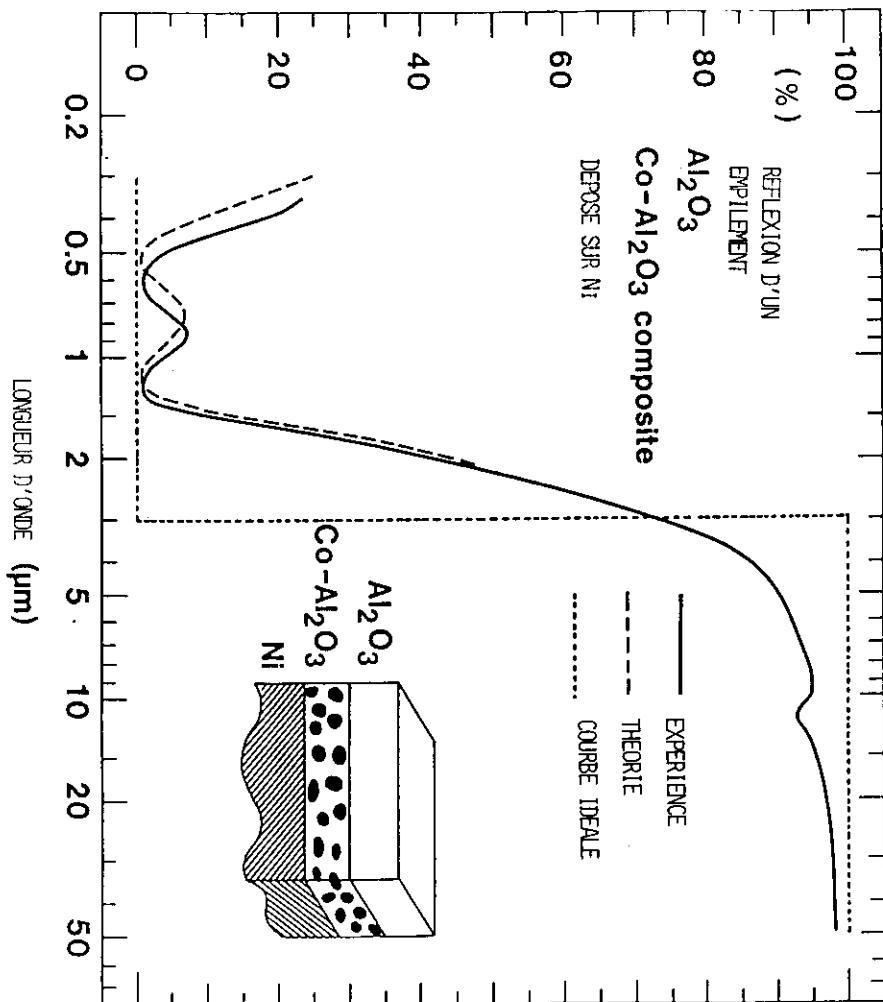 100
80
60
40
20
0
(%)
REFLEXION D'UN
EMPILEMENT
Al2O3
Co-Al2O3 composite
DEPOSE SUR NI
EXPERIENCE
THEORIE
COURBE IDEALE
Al2O3
Co-Al2O3
Ni
0.2
0.5
1
2
5
10
20
50
LONGUEUR D'ONDE (µm)